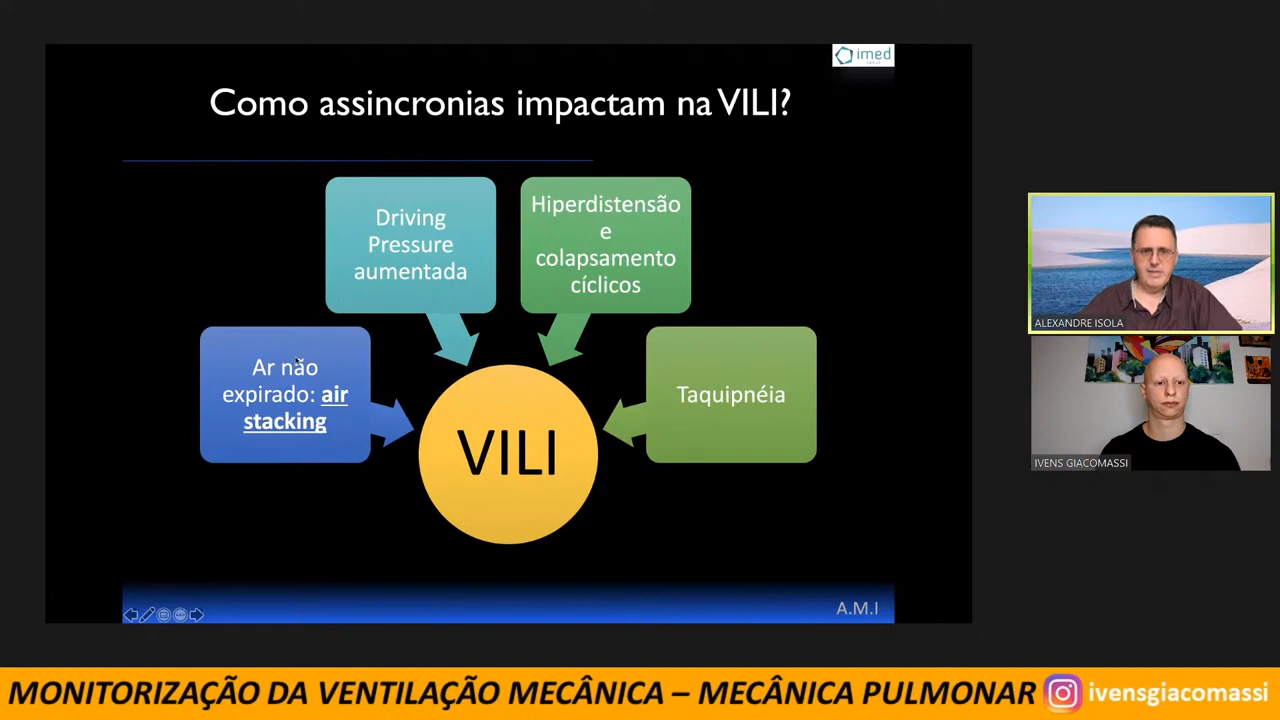 imed
Como assincronias impactam na VILI?
Driving
Pressure
aumentada
Hiperdistensão
e
colapsamento
cíclicos
Ar não
expirado: air
stacking
Taquipnéia
VILI
A.M.I
ALEXANDRE ISOLA
IVENS GIACOMASSI
MONITORIZAÇÃO DA VENTILAÇÃO MECÂNICA – MECÂNICA PULMONAR ivensgiacomassi